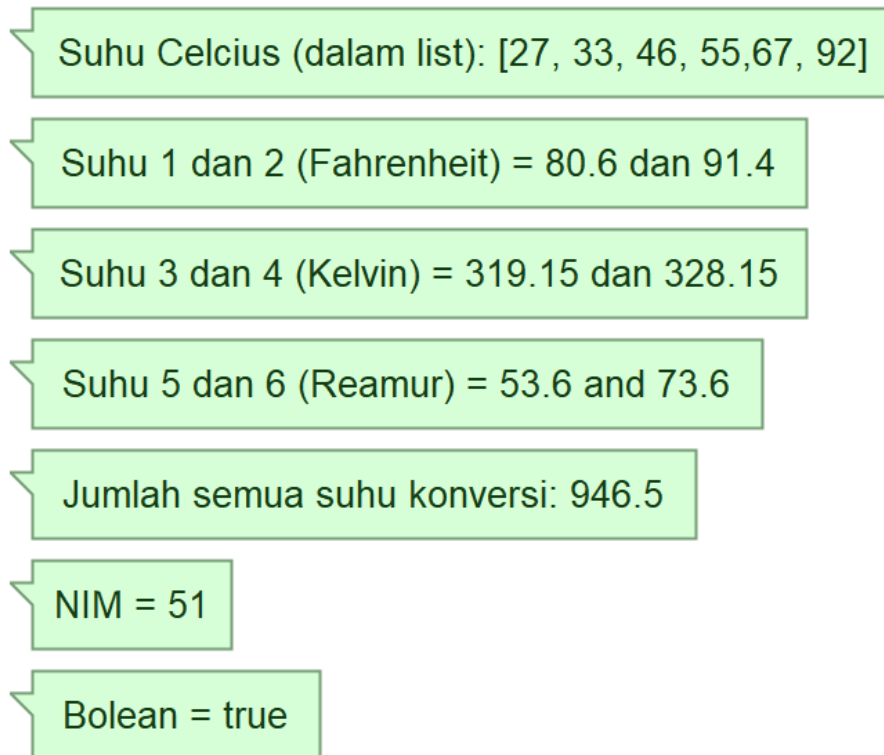 Suhu Celcius (dalam list): [27, 33, 46, 55,67, 92]
Suhu 1 dan 2 (Fahrenheit) = 80.6 dan 91.4
Suhu 3 dan 4 (Kelvin) = 319.15 dan 328.15
Suhu 5 dan 6 (Reamur) = 53.6 and 73.6
Jumlah semua suhu konversi: 946.5
NIM = 51
Bolean = true